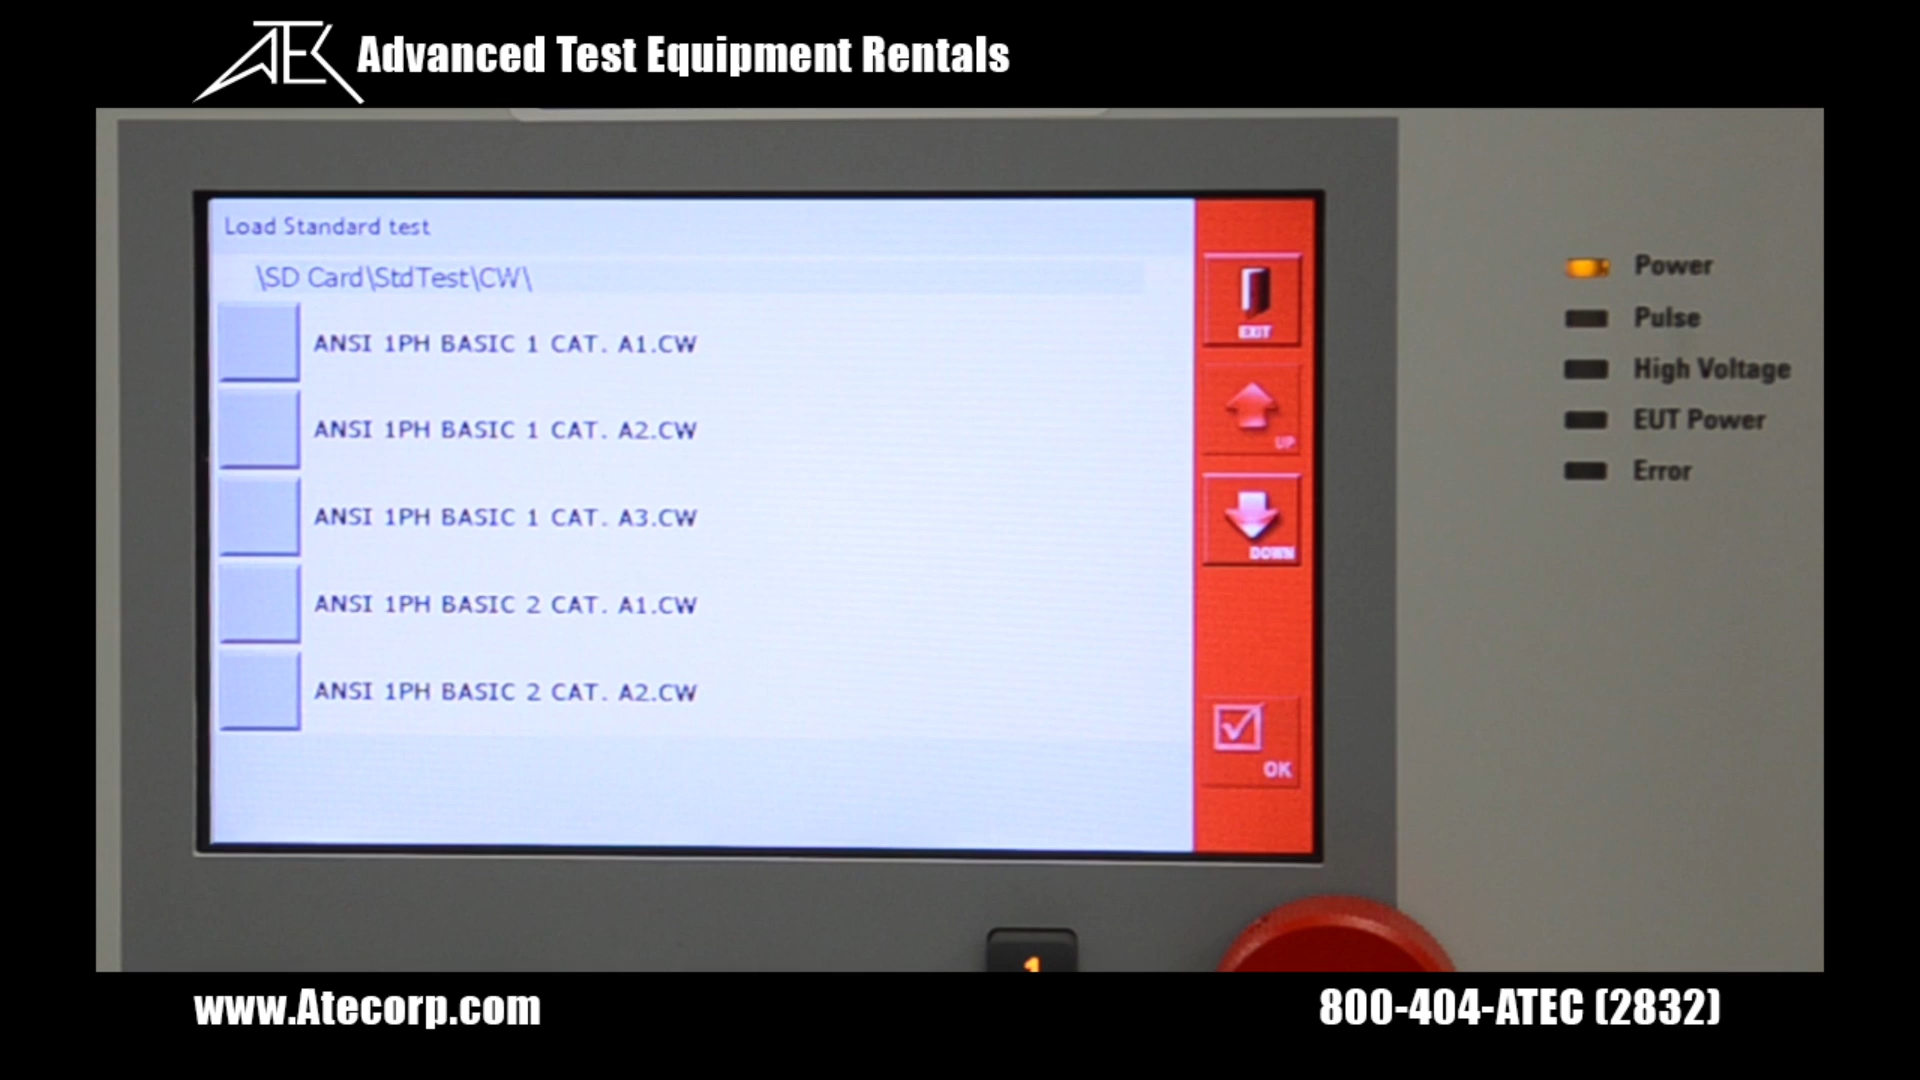 ATEC Advanced Test Equipment Rentals
Load Standard test
\SD Card\StdTest\CW\
ANSI 1PH BASIC 1 CAT. A1.CW
ANSI 1PH BASIC 1 CAT. A2.CW
ANSI 1PH BASIC 1 CAT. A3.CW
ANSI 1PH BASIC 2 CAT. A1.CW
ANSI 1PH BASIC 2 CAT. A2.CW
EXIT
UP
DOWN
OK
Power
Pulse
High Voltage
EUT Power
Error
1
www.Atecorp.com
800-404-ATEC (2832)